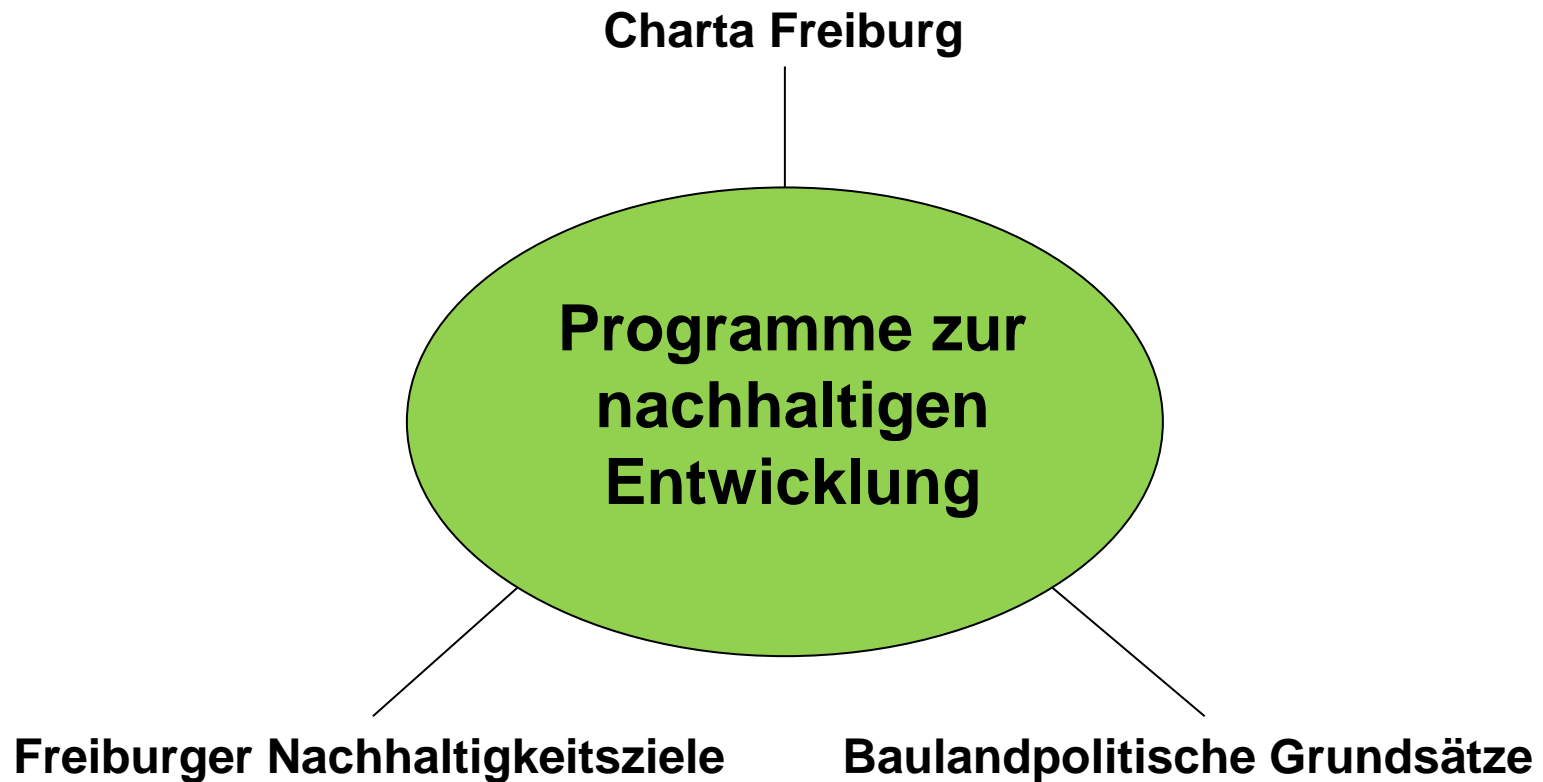 Charta Freiburg
Programme zur
nachhaltigen
Entwicklung
Freiburger Nachhaltigkeitsziele
Baulandpolitische Grundsätze